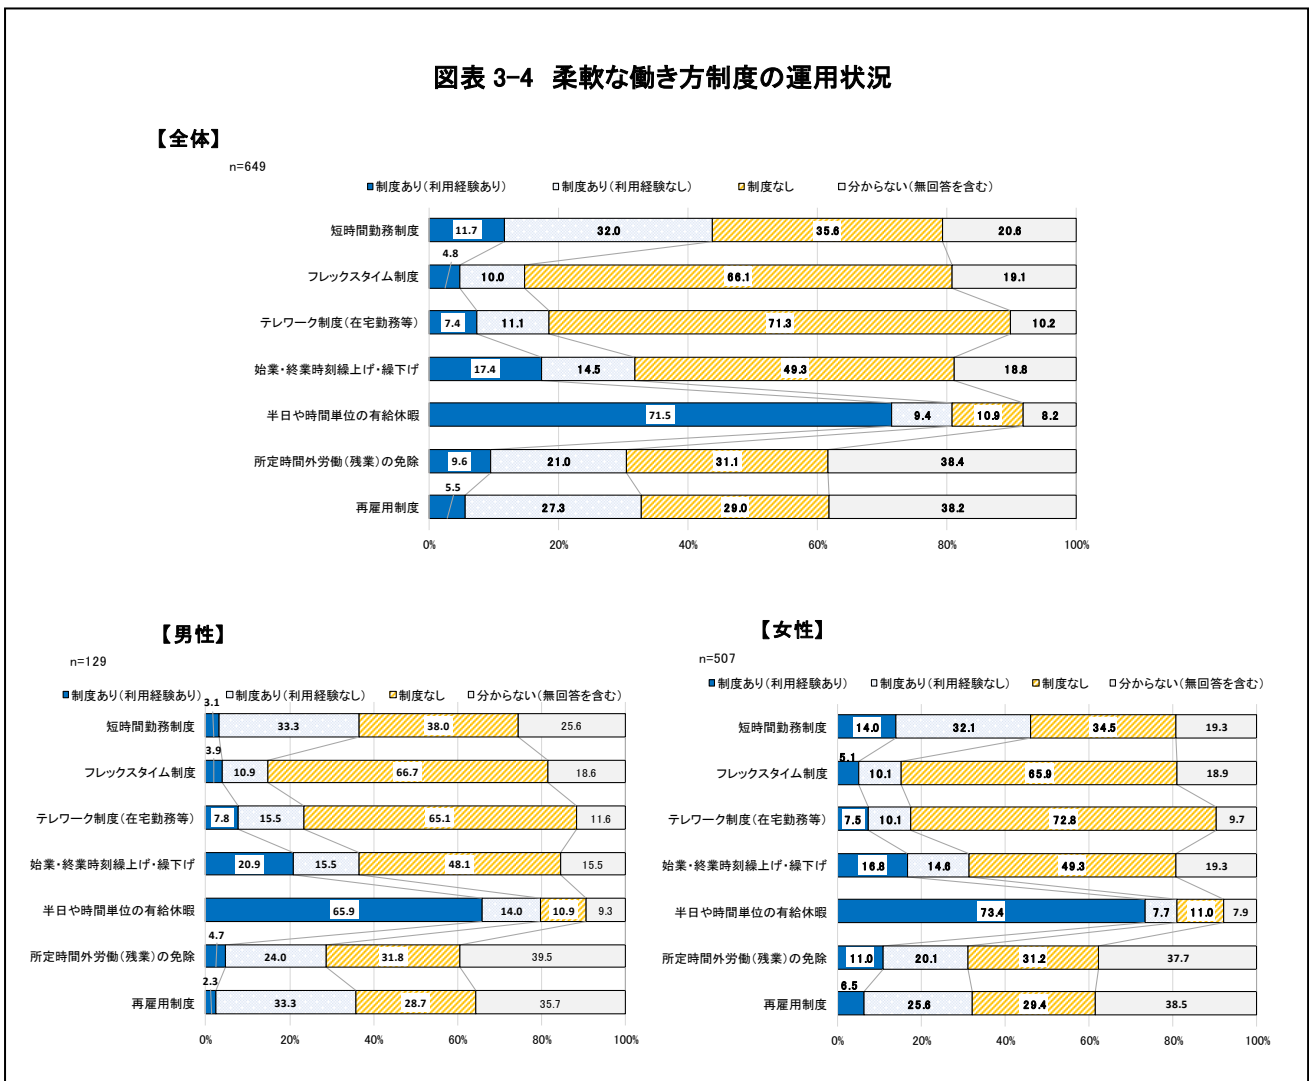 図表 3-4 柔軟な働き方制度の運用状況
【全体】
n=649
制度あり(利用経験あり) 制度あり(利用経験なし) 制度なし 分からない(無回答を含む)
短時間勤務制度 11.7 32.0 35.6 20.6
4.8
フレックスタイム制度 10.0 66.1 19.1
テレワーク制度(在宅勤務等) 7.4 11.1 71.3 10.2
始業・終業時刻繰上げ・繰下げ 17.4 14.5 49.3 18.8
半日や時間単位の有給休暇 71.5 9.4 10.9 8.2
所定時間外労働(残業)の免除 9.6 21.0 31.1 38.4
5.5
再雇用制度 27.3 29.0 38.2
0% 20% 40% 60% 80% 100%
【男性】
n=129
制度あり(利用経験あり) 制度あり(利用経験なし) 制度なし 分からない(無回答を含む)
3.1
短時間勤務制度 33.3 38.0 25.6
3.9
フレックスタイム制度 10.9 66.7 18.6
テレワーク制度(在宅勤務等) 7.8 15.5 65.1 11.6
始業・終業時刻繰上げ・繰下げ 20.9 15.5 48.1 15.5
半日や時間単位の有給休暇 65.9 14.0 10.9 9.3
4.7
所定時間外労働(残業)の免除 24.0 31.8 39.5
2.3
再雇用制度 33.3 28.7 35.7
0% 20% 40% 60% 80% 100%
【女性】
n=507
制度あり(利用経験あり) 制度あり(利用経験なし) 制度なし 分からない(無回答を含む)
短時間勤務制度 14.0 32.1 34.5 19.3
5.1
フレックスタイム制度 10.1 65.9 18.9
テレワーク制度(在宅勤務等) 7.5 10.1 72.8 9.7
始業・終業時刻繰上げ・繰下げ 16.8 14.6 49.3 19.3
半日や時間単位の有給休暇 73.4 7.7 11.0 7.9
所定時間外労働(残業)の免除 11.0 20.1 31.2 37.7
6.5
再雇用制度 25.6 29.4 38.5
0% 20% 40% 60% 80% 100%